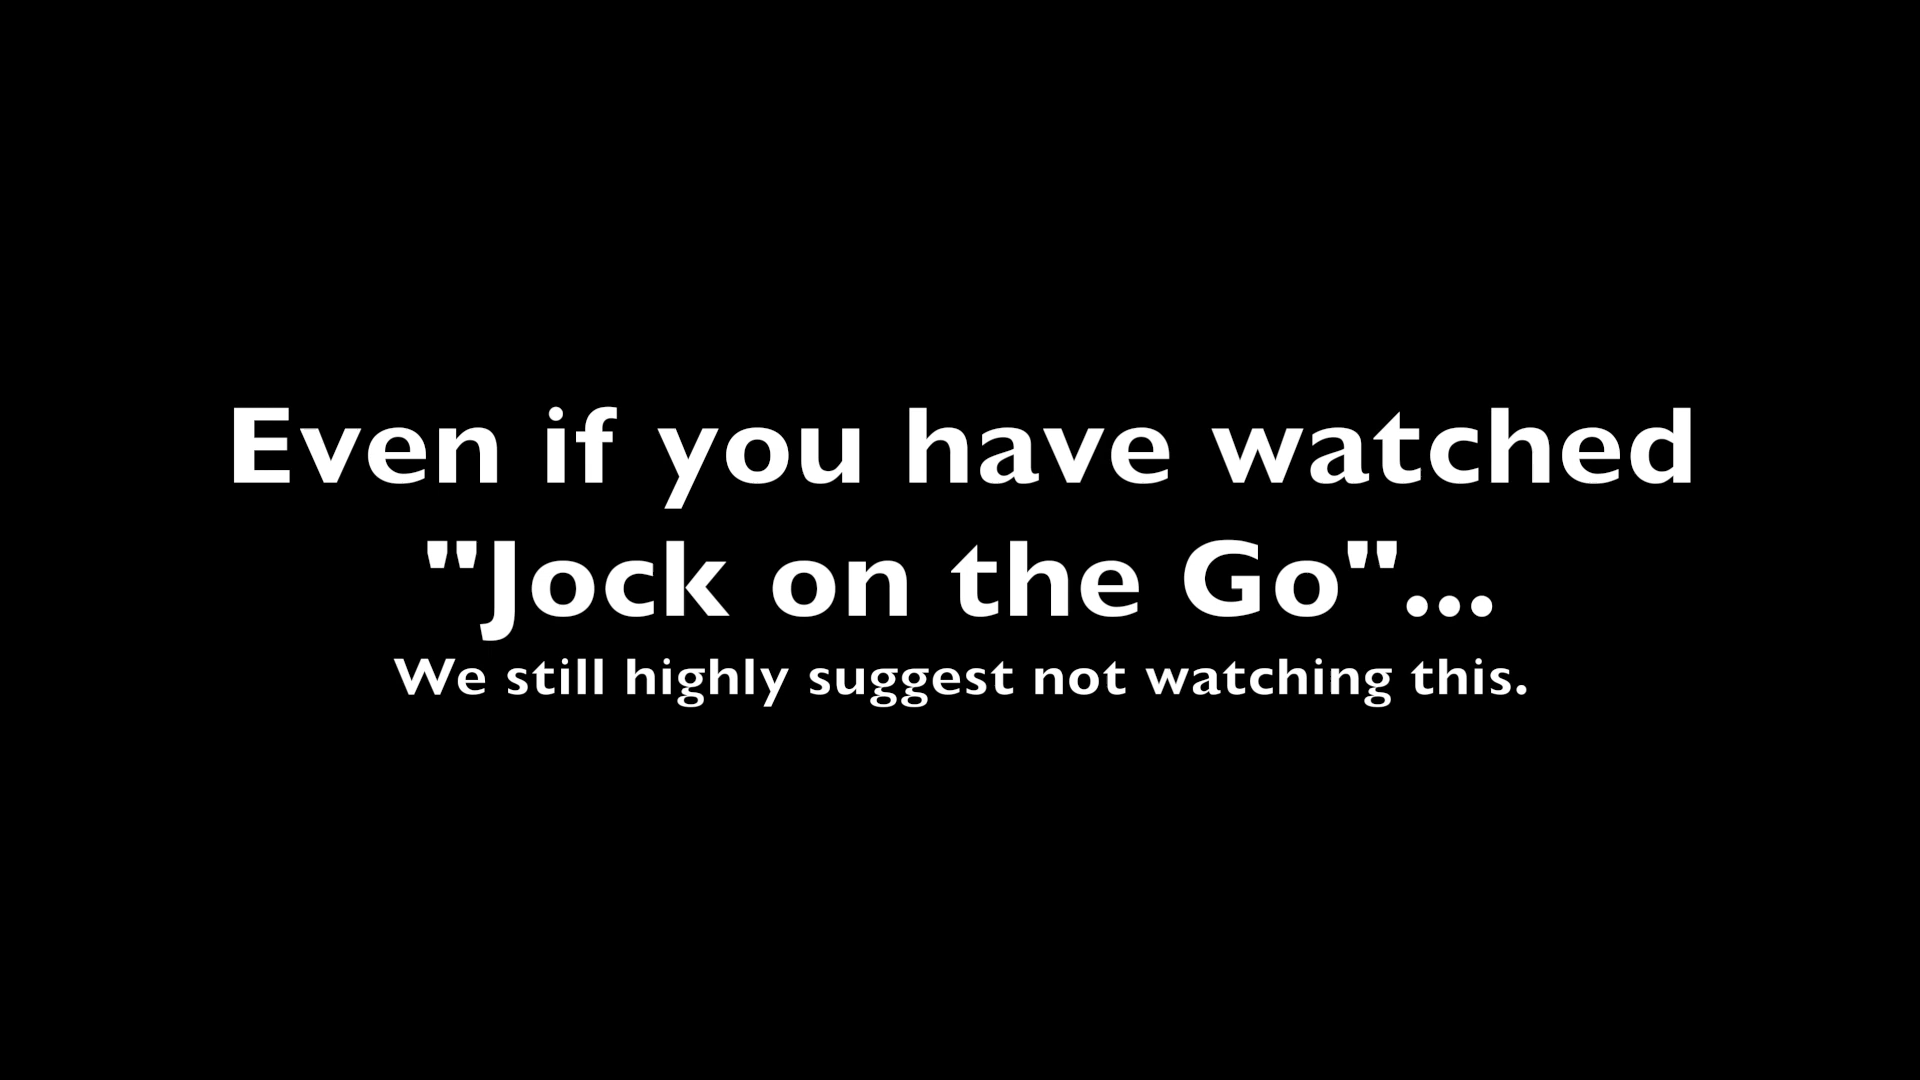 Even if you have watched
"Jock on the Go"...
We still highly suggest not watching this.